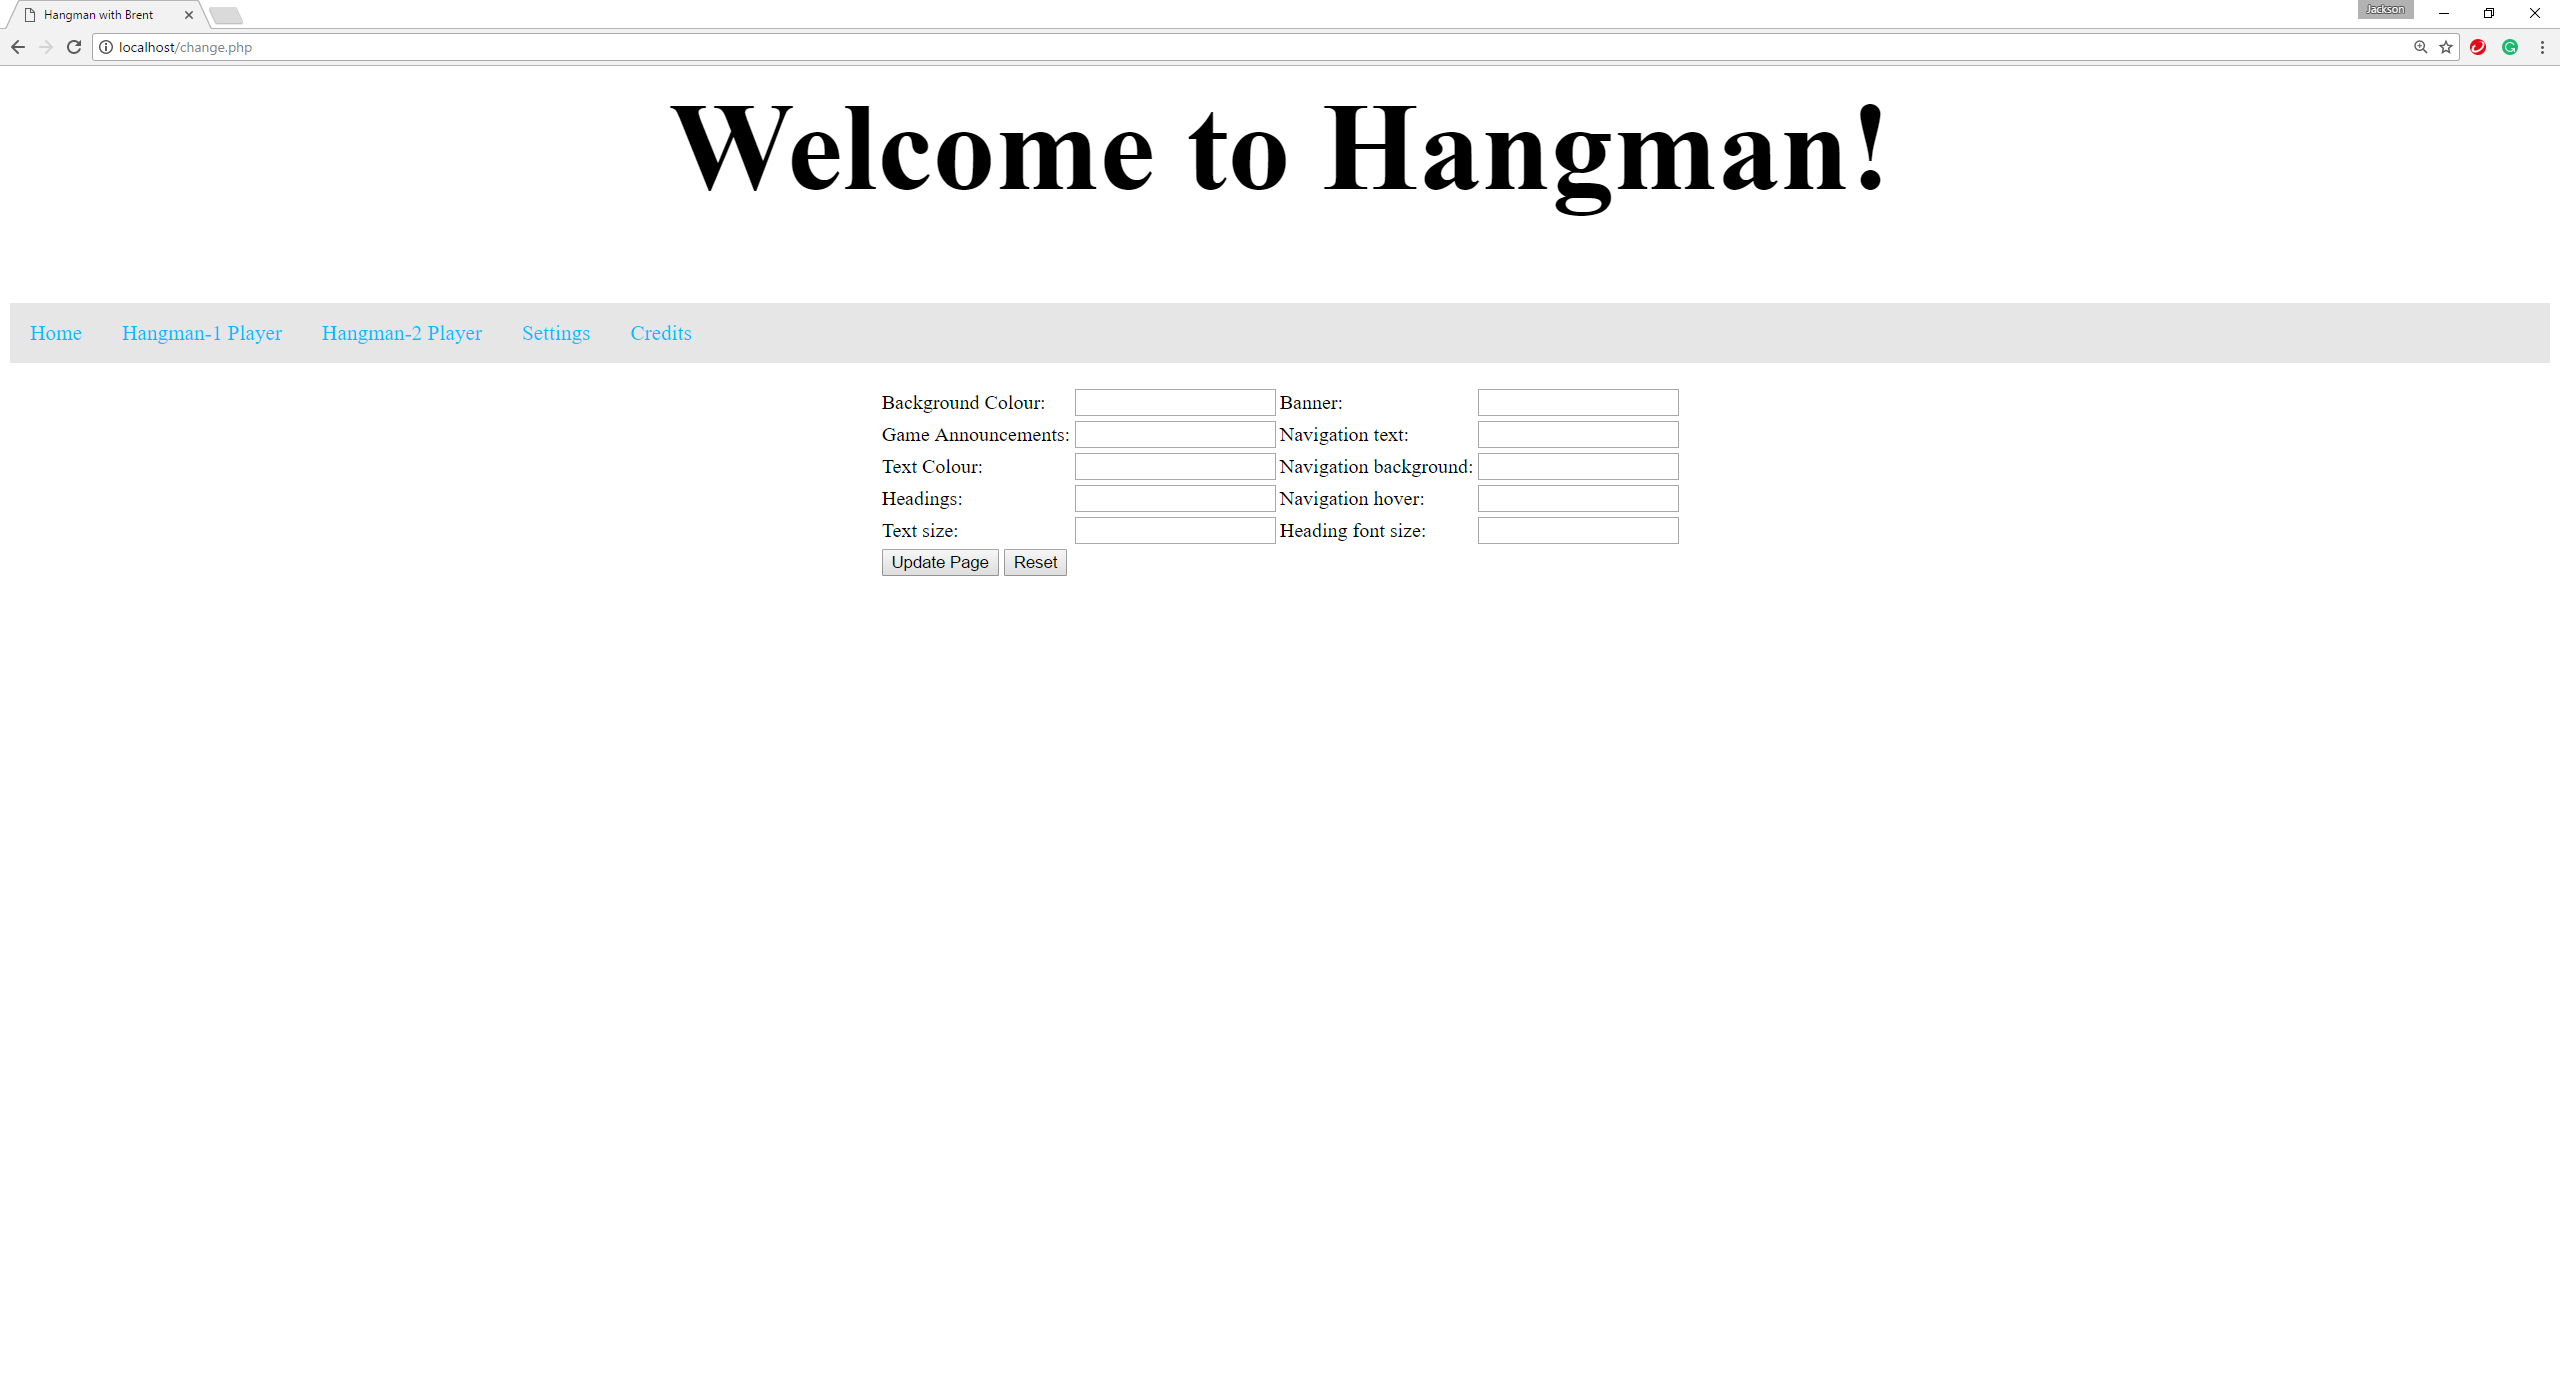 Hangman with Brent
Jackson
localhost/change.php
Welcome to Hangman!
Home Hangman-1 Player Hangman-2 Player Settings Credits
Background Colour: Banner:
Game Announcements: Navigation text:
Text Colour: Navigation background:
Headings: Navigation hover:
Text size: Heading font size:
Update Page Reset